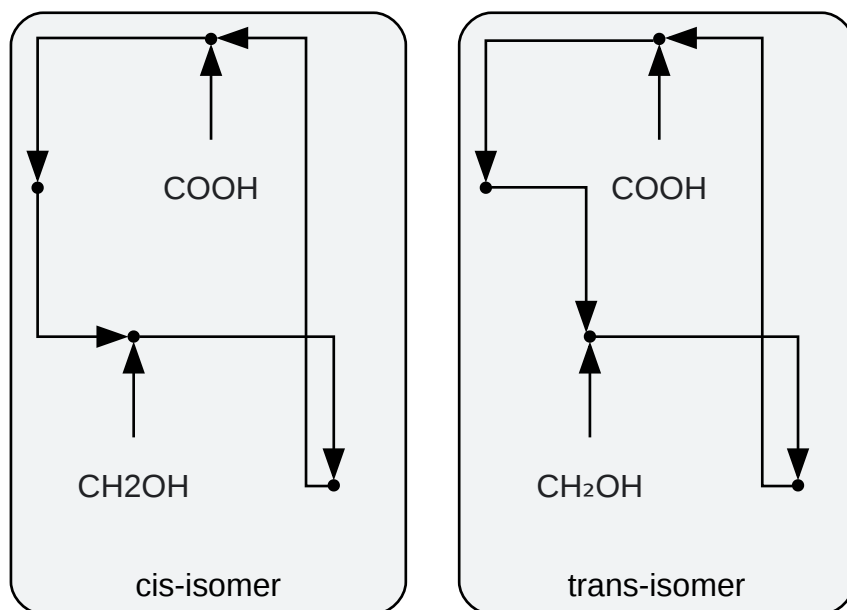 COOH
COOH
CH2OH
CH₂OH
cis-isomer
trans-isomer